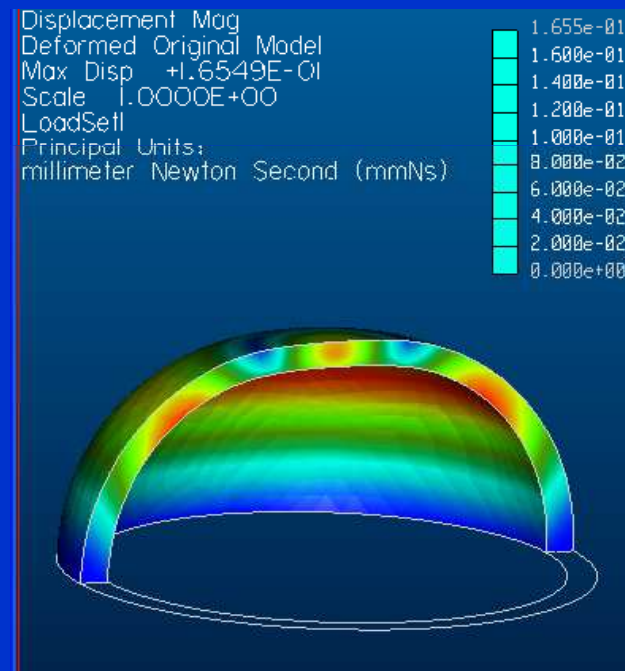 Displacement Mag
Deformed Original Model
Max Disp +1.6549E-01
Scale 1.0000E+00
LoadSet1
Principal Units:
millimeter Newton Second (mmNs)
1.655e-01
1.600e-01
1.400e-01
1.200e-01
1.000e-01
8.000e-02
6.000e-02
4.000e-02
2.000e-02
0.000e+00